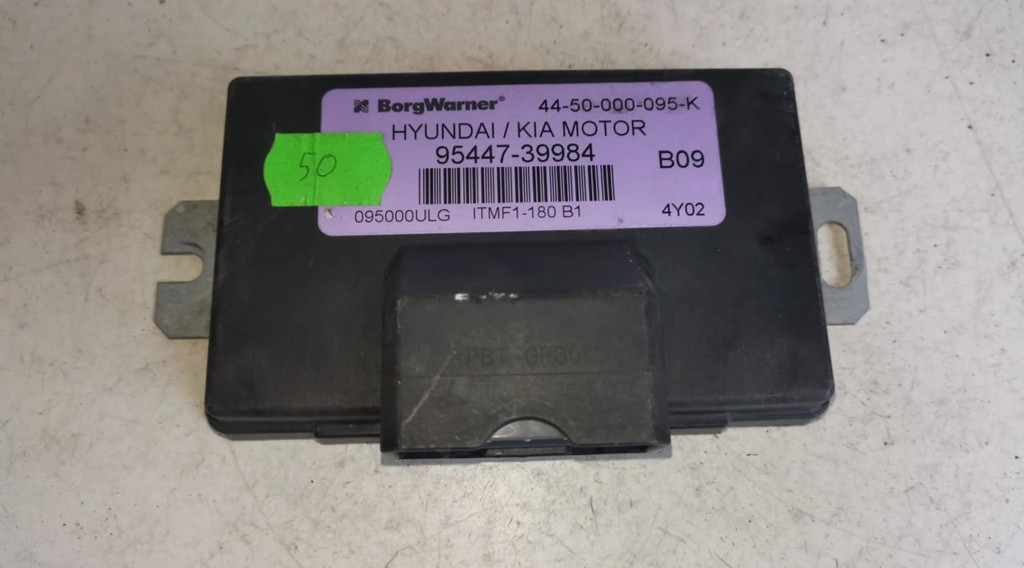 BorgWarner® 44-50-000-095-K
HYUNDAI / KIA MOTOR
50
95447-39984
B09
095000ULG ITMF1-180 B1 4Y02